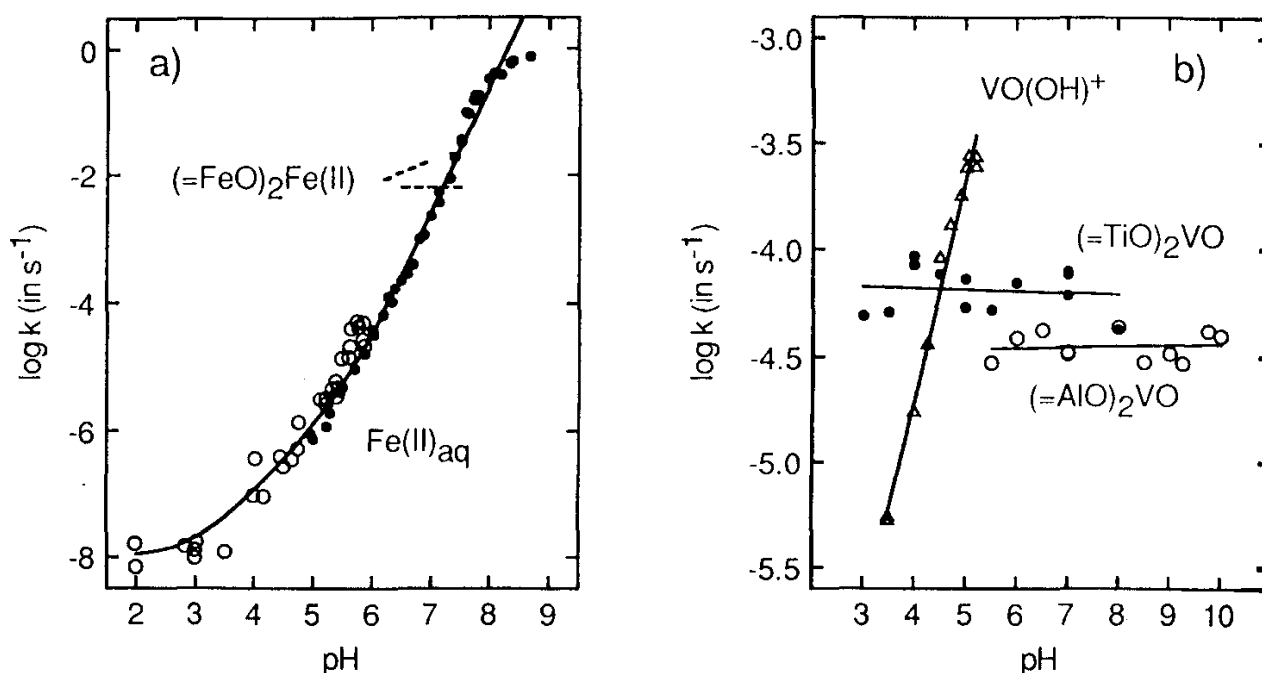 a)
0
-2
-4
-6
-8
log k (in s⁻¹)
(=FeO)₂Fe(II)
Fe(II)aq
2 3 4 5 6 7 8 9
pH
b)
-3.0
-3.5
-4.0
-4.5
-5.0
-5.5
log k (in s⁻¹)
VO(OH)⁺
(=TiO)₂VO
(=AlO)₂VO
3 4 5 6 7 8 9 10
pH